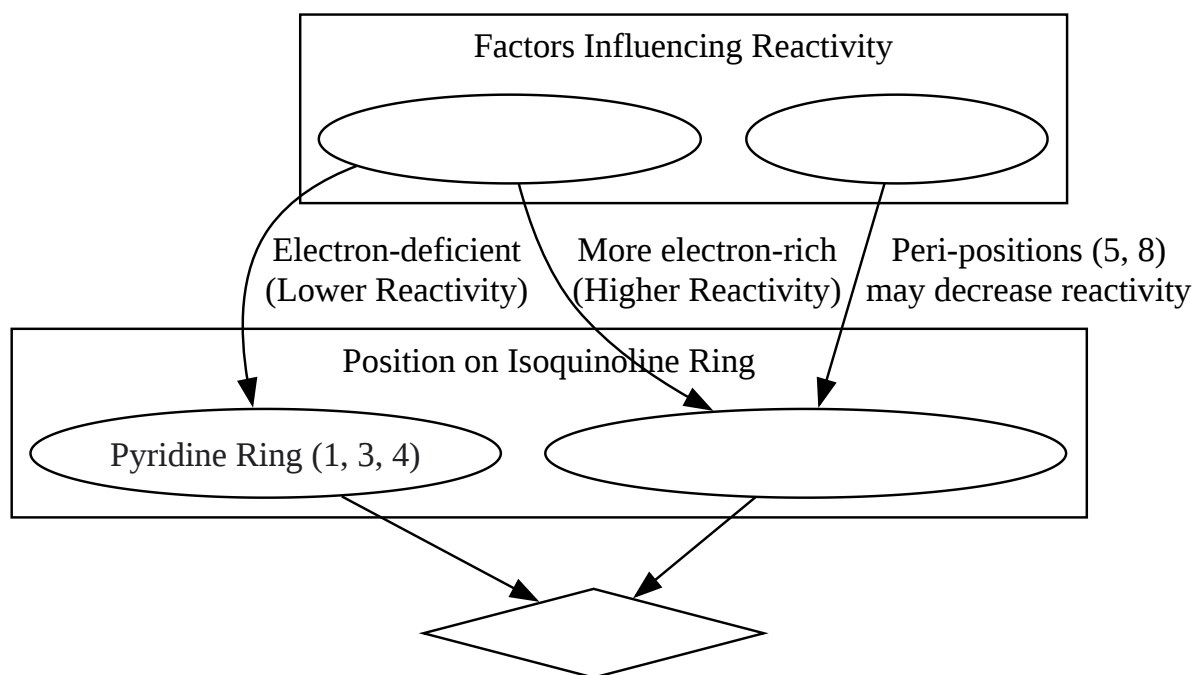 Factors Influencing Reactivity
Electron-deficient
(Lower Reactivity)
More electron-rich
(Higher Reactivity)
Peri-positions (5, 8)
may decrease reactivity
Position on Isoquinoline Ring
Pyridine Ring (1, 3, 4)